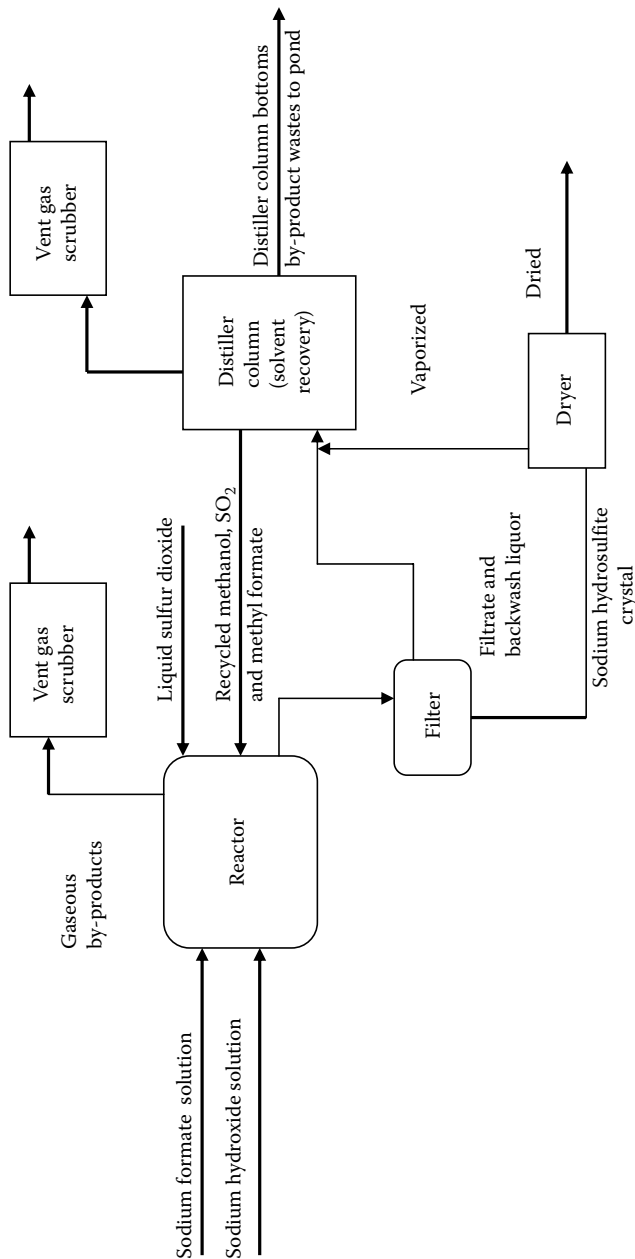 Gaseous
by-products
Vent gas
scrubber
Vent gas
scrubber
Sodium formate solution
Sodium hydroxide solution
Reactor
Liquid sulfur dioxide
Recycled methanol, SO₂
and methyl formate
Distiller
column
(solvent
recovery)
Distiller column bottoms
by-product wastes to pond
Filter
Filtrate and
backwash liquor
Vaporized
Sodium hydrosulfite
crystal
Dryer
Dried